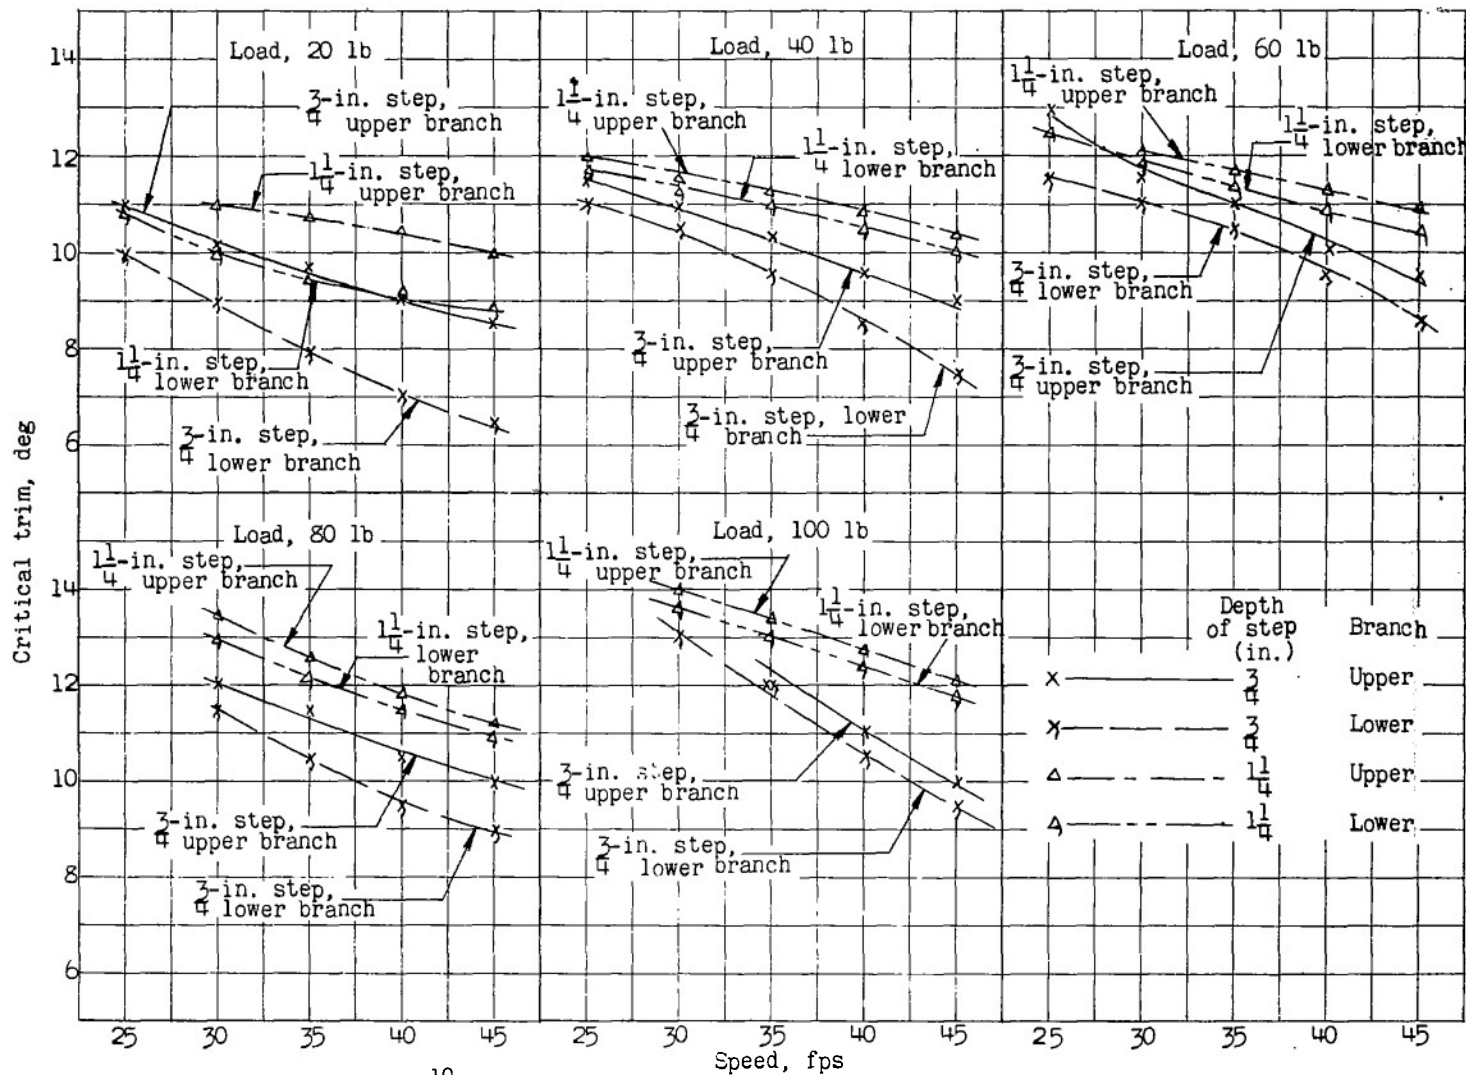 Critical trim, deg
14
12
10
8
6
Load, 20 lb
3/4-in. step,
upper branch
1 1/4-in. step,
upper branch
1 1/4-in. step,
lower branch
3/4-in. step,
lower branch
Load, 40 lb
1 1/4-in. step,
upper branch
1 1/4-in. step,
lower branch
3/4-in. step,
upper branch
3/4-in. step, lower
branch
Load, 60 lb
1 1/4-in. step,
upper branch
1 1/4-in. step,
lower branch
3/4-in. step,
lower branch
3/4-in. step,
upper branch
14
12
10
8
6
Load, 80 lb
1 1/4-in. step,
upper branch
1 1/4-in. step,
lower
branch
3/4-in. step,
upper branch
3/4-in. step,
lower branch
Load, 100 lb
1 1/4-in. step,
upper branch
1 1/4-in. step,
lower branch
3/4-in. step,
upper branch
3/4-in. step,
lower branch
Depth
of step Branch
(in.)
3/4 Upper
3/4 Lower
1 1/4 Upper
1 1/4 Lower
25 30 35 40 45 25 30 35 40 45 25 30 35 40 45
Speed, fps